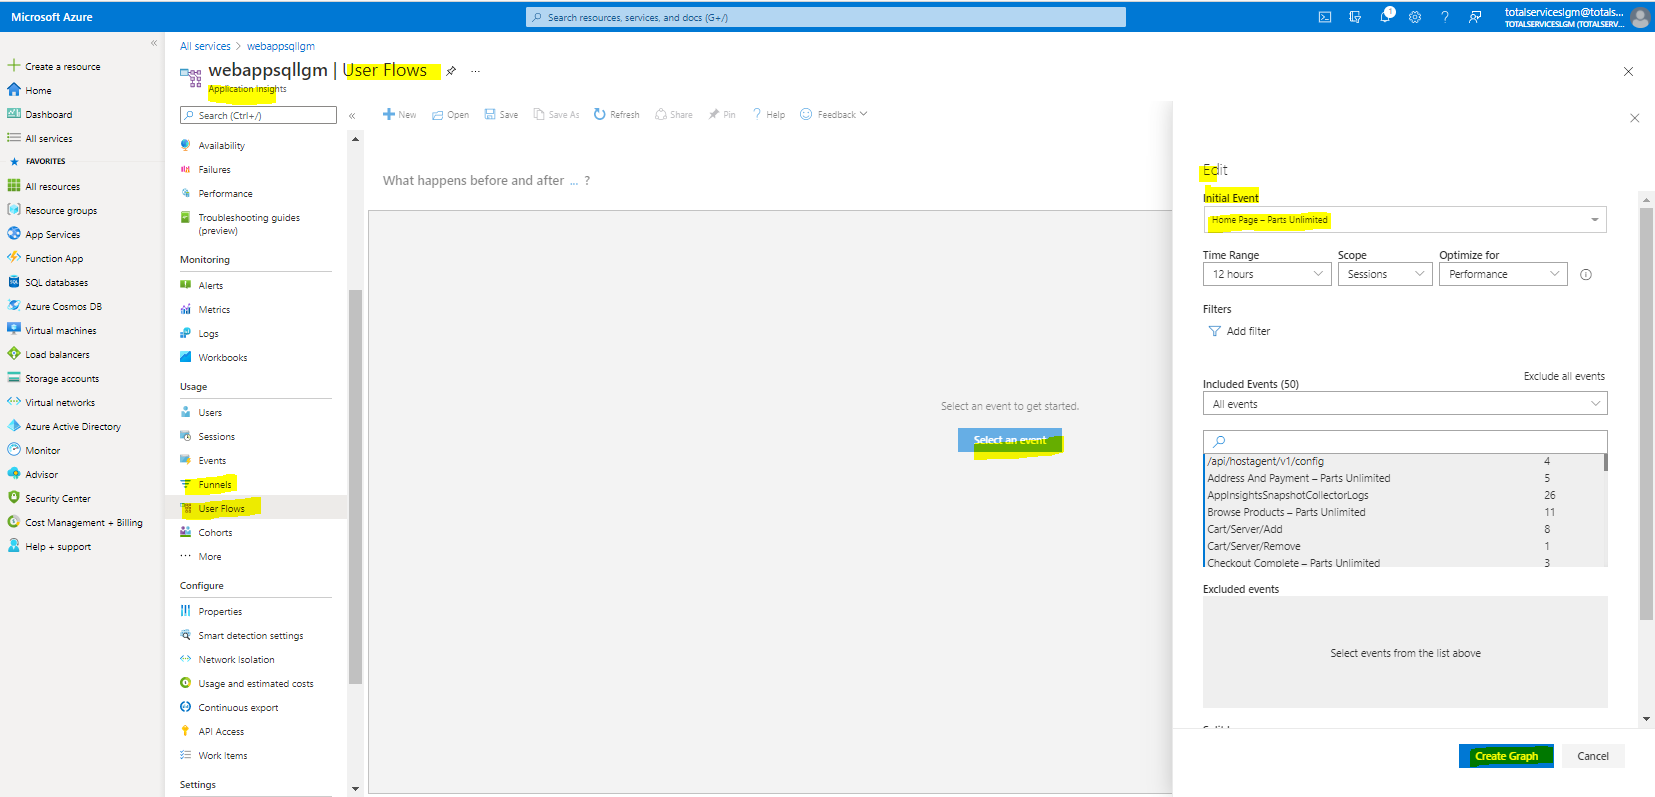 Microsoft Azure
Search resources, services, and docs (G+/)
1
totalserviceslgm@totals...
TOTALSERVICESLGM (TOTALSERV...
Create a resource
Home
Dashboard
All services
FAVORITES
All resources
Resource groups
App Services
Function App
SQL databases
Azure Cosmos DB
Virtual machines
Load balancers
Storage accounts
Virtual networks
Azure Active Directory
Monitor
Advisor
Security Center
Cost Management + Billing
Help + support
All services > webappsqllgm
webappsqllgm | User Flows
Application Insights
Search (Ctrl+/)
Availability
Failures
Performance
Troubleshooting guides
(preview)
Monitoring
Alerts
Metrics
Logs
Workbooks
Usage
Users
Sessions
Events
Funnels
User Flows
Cohorts
More
Configure
Properties
Smart detection settings
Network Isolation
Usage and estimated costs
Continuous export
API Access
Work Items
Settings
New Open Save Save As Refresh Share Pin Help Feedback
What happens before and after ... ?
Select an event to get started.
Select an event
Edit
Initial Event
Home Page – Parts Unlimited
Time Range Scope Optimize for
12 hours Sessions Performance
Filters
Add filter
Exclude all events
Included Events (50)
All events
/api/hostagent/v1/config 4
Address And Payment – Parts Unlimited 5
AppInsightsSnapshotCollectorLogs 26
Browse Products – Parts Unlimited 11
Cart/Server/Add 8
Cart/Server/Remove 1
Checkout Complete – Parts Unlimited 3
Excluded events
Select events from the list above
Create Graph Cancel